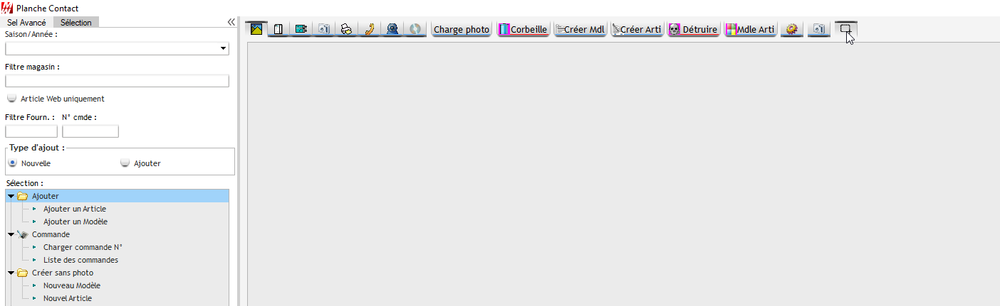 Planche Contact
Sel Avancé Sélection
Saison/Année :
Filtre magasin :
Article Web uniquement
Filtre Fourn. : N° cmde :
Type d'ajout :
Nouvelle Ajouter
Sélection :
Ajouter
Ajouter un Article
Ajouter un Modèle
Commande
Charger commande N°
Liste des commandes
Créer sans photo
Nouveau Modèle
Nouvel Article
Charge photo Corbeille Créer Mdl Créer Arti Détruire Mdle Arti